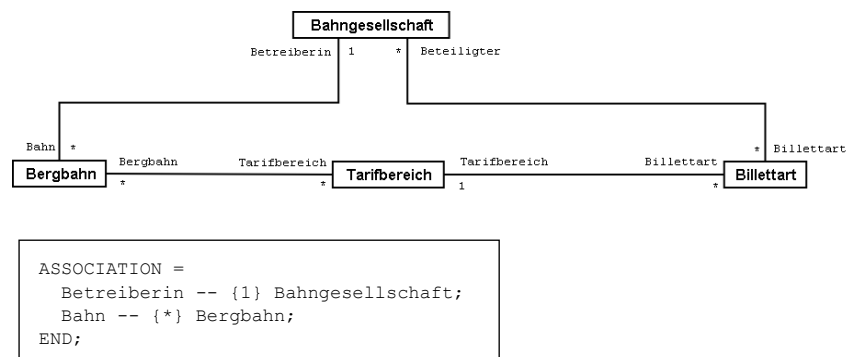 Bahngesellschaft
Betreiberin 1 * Beteiligter
Bahn *
* Billettart
Bergbahn Bergbahn Tarifbereich Tarifbereich Tarifbereich Billettart Billettart
* * 1 *
ASSOCIATION =
Betreiberin -- {1} Bahngesellschaft;
Bahn -- {*} Bergbahn;
END;